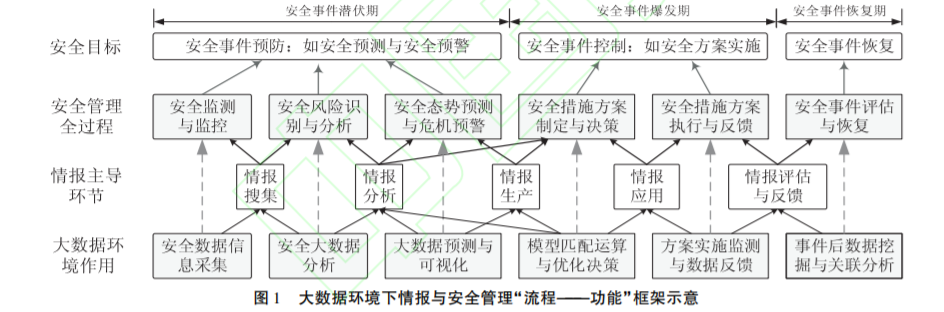 安全事件潜伏期 安全事件爆发期 安全事件恢复期
安全目标 安全事件预防：如安全预测与安全预警 安全事件控制：如安全方案实施 安全事件恢复
安全管理 安全监测 安全风险识 安全态势预测 安全措施方案 安全措施方案 安全事件评估
全过程 与监控 别与分析 与危机预警 制定与决策 执行与反馈 与恢复
情报主导 情报 情报 情报 情报 情报评估
环节 搜集 分析 生产 应用 与反馈
大数据环 安全数据信 安全大数据 大数据预测与 模型匹配运算 方案实施监测 事件后数据挖
境作用 息采集 分析 可视化 与优化决策 与数据反馈 掘与关联分析
图 1 大数据环境下情报与安全管理“流程——功能”框架示意